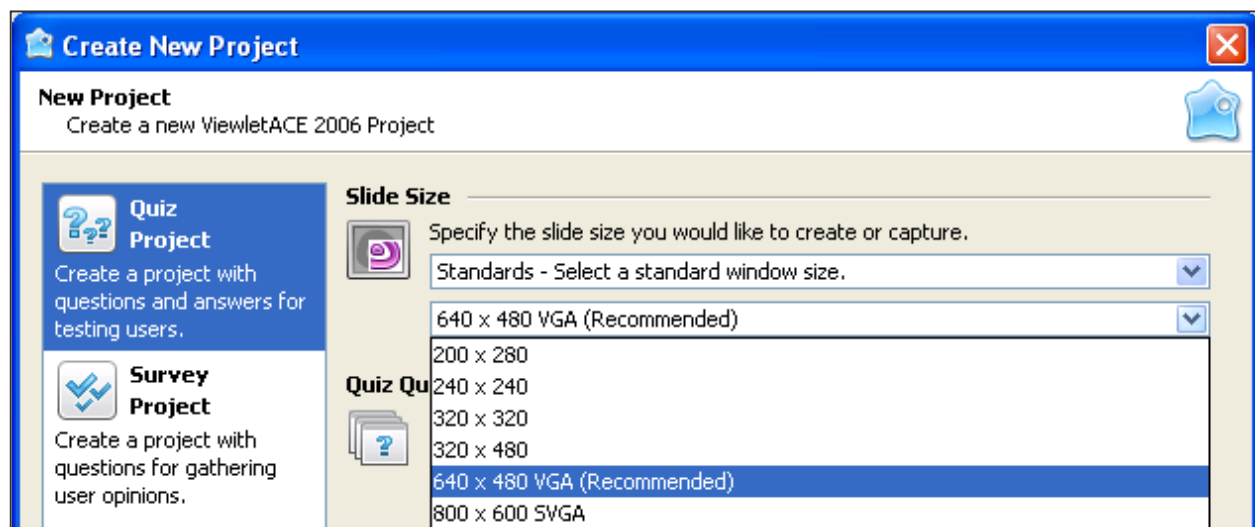 Create New Project
New Project
Create a new ViewletACE 2006 Project
Quiz
Project
Create a project with
questions and answers for
testing users.
Survey
Project
Create a project with
questions for gathering
user opinions.
Slide Size
Specify the slide size you would like to create or capture.
Standards - Select a standard window size.
640 x 480 VGA (Recommended)
Quiz Qu
200 x 280
240 x 240
320 x 320
320 x 480
640 x 480 VGA (Recommended)
800 x 600 SVGA